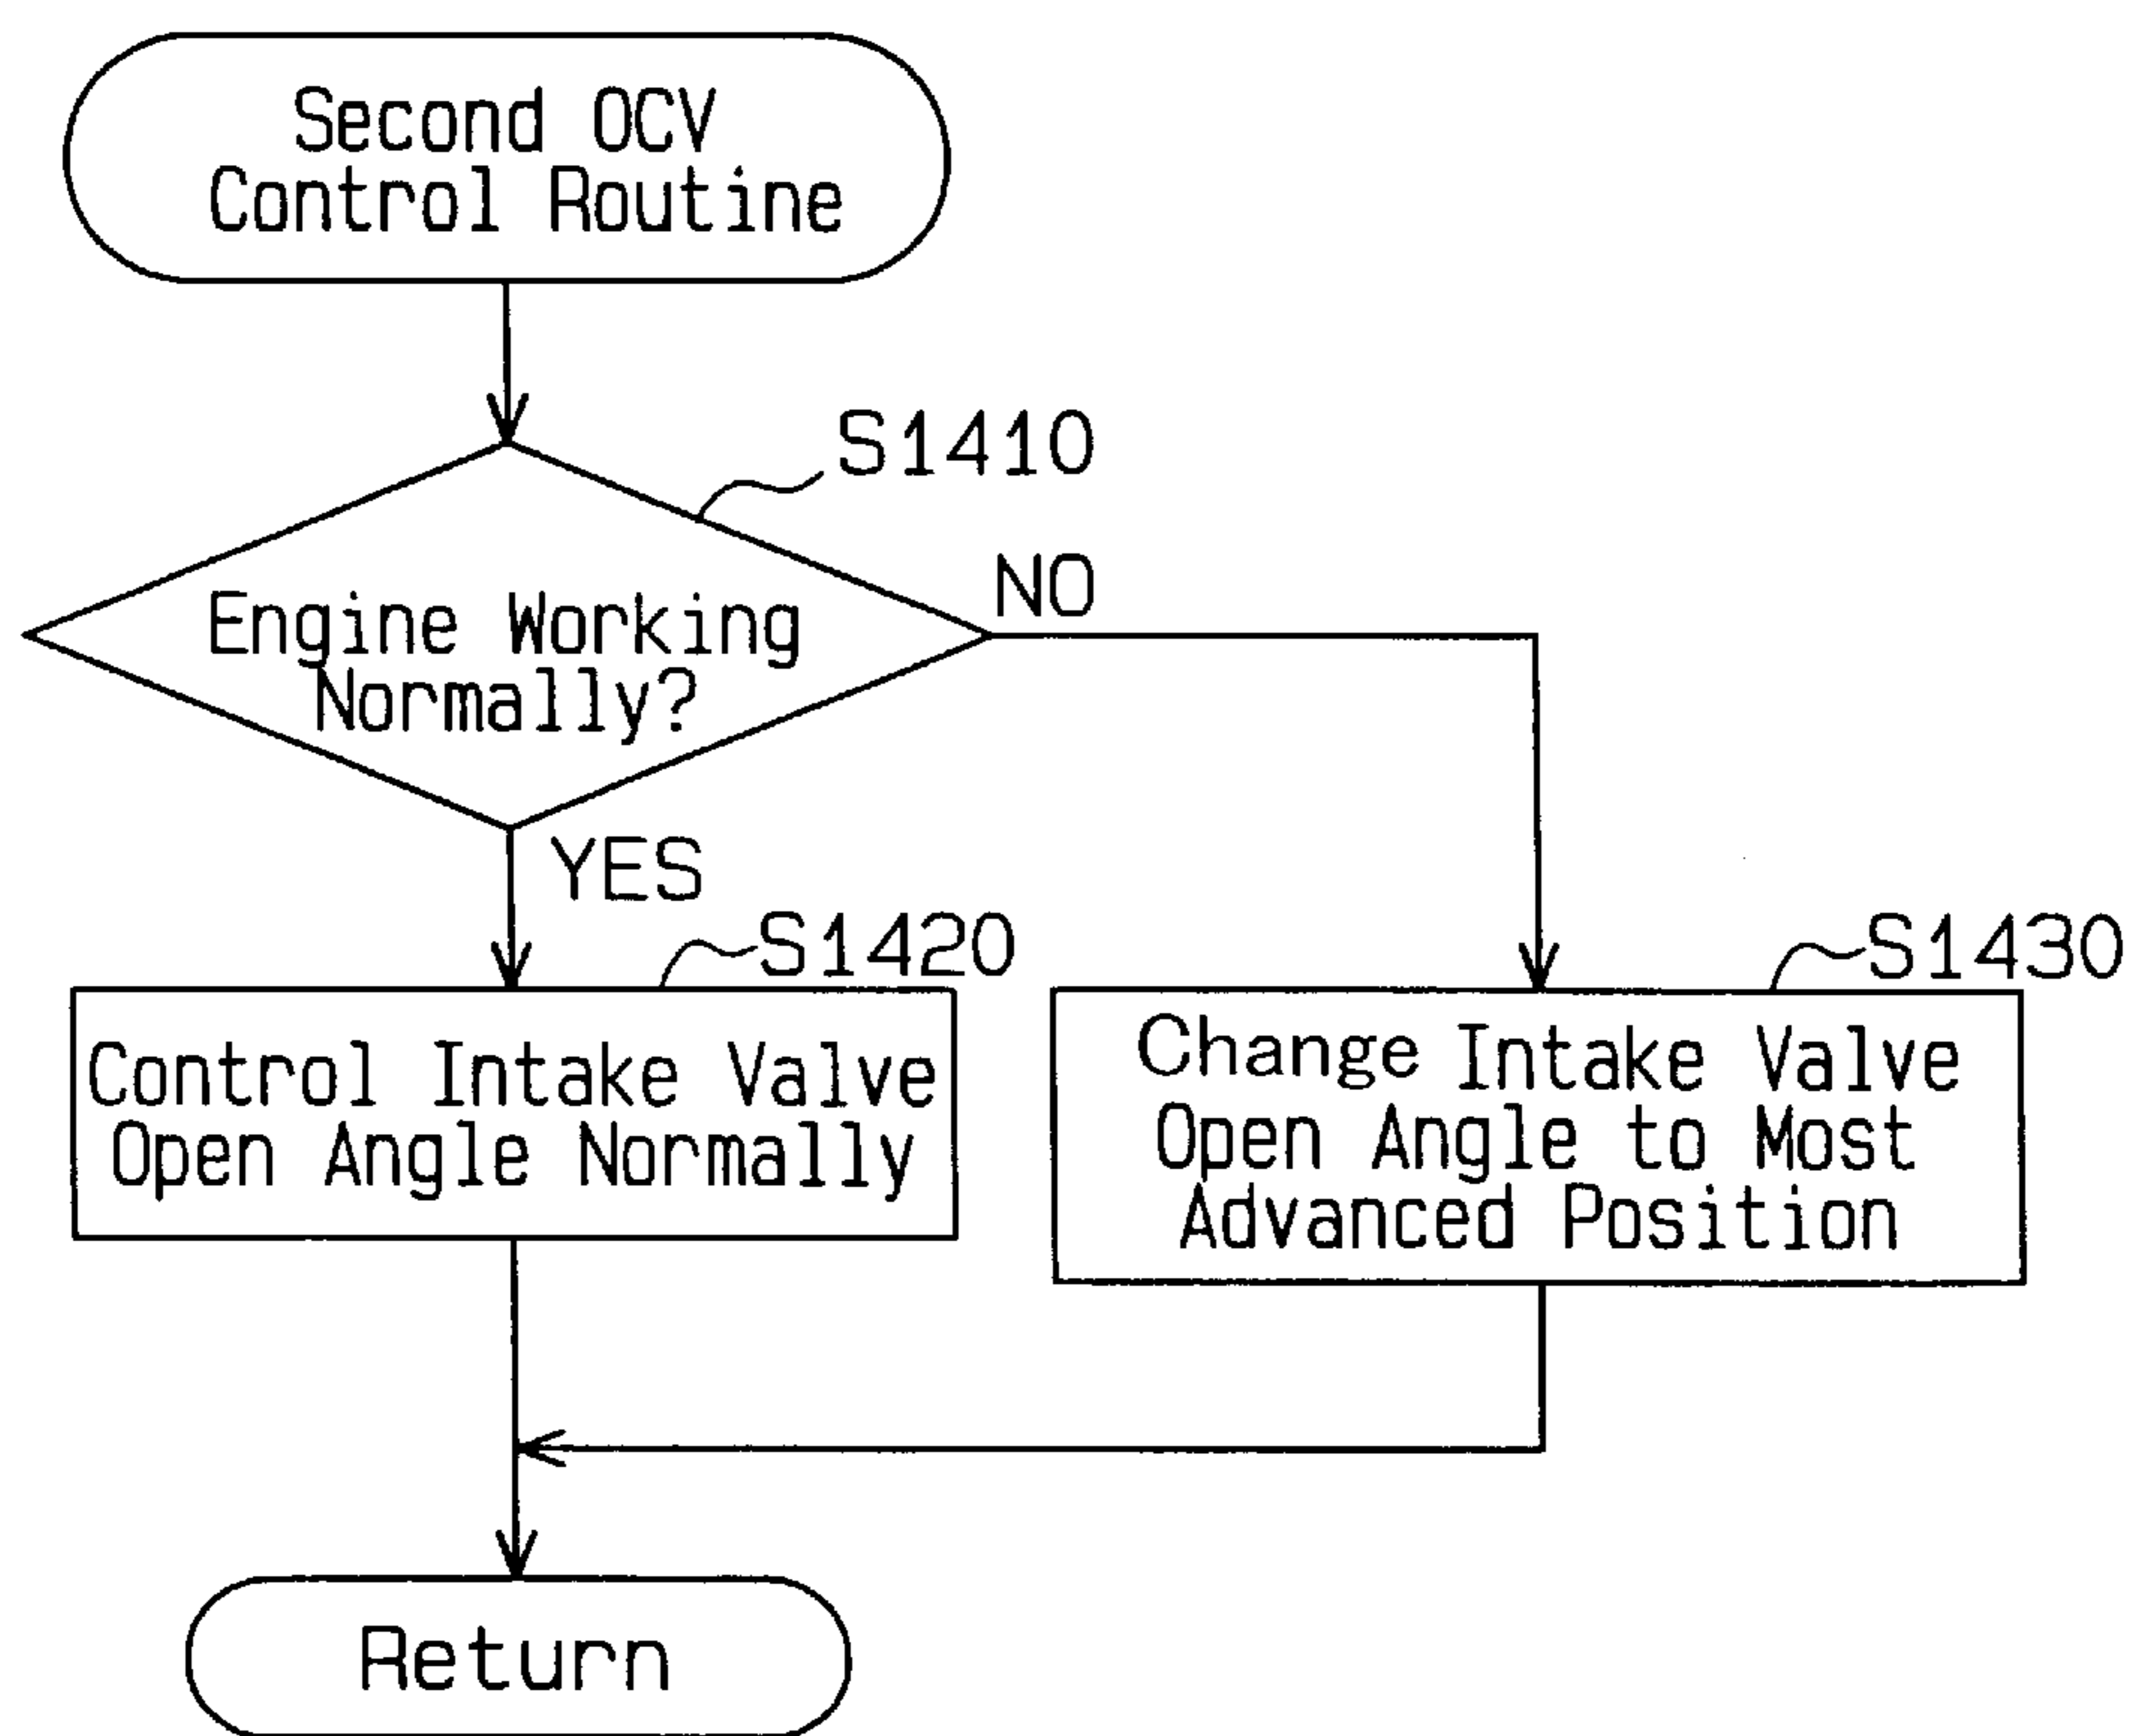 Second OCV
Control Routine
S1410
Engine Working
Normally?
NO
YES
S1420
Control Intake Valve
Open Angle Normally
S1430
Change Intake Valve
Open Angle to Most
Advanced Position
Return